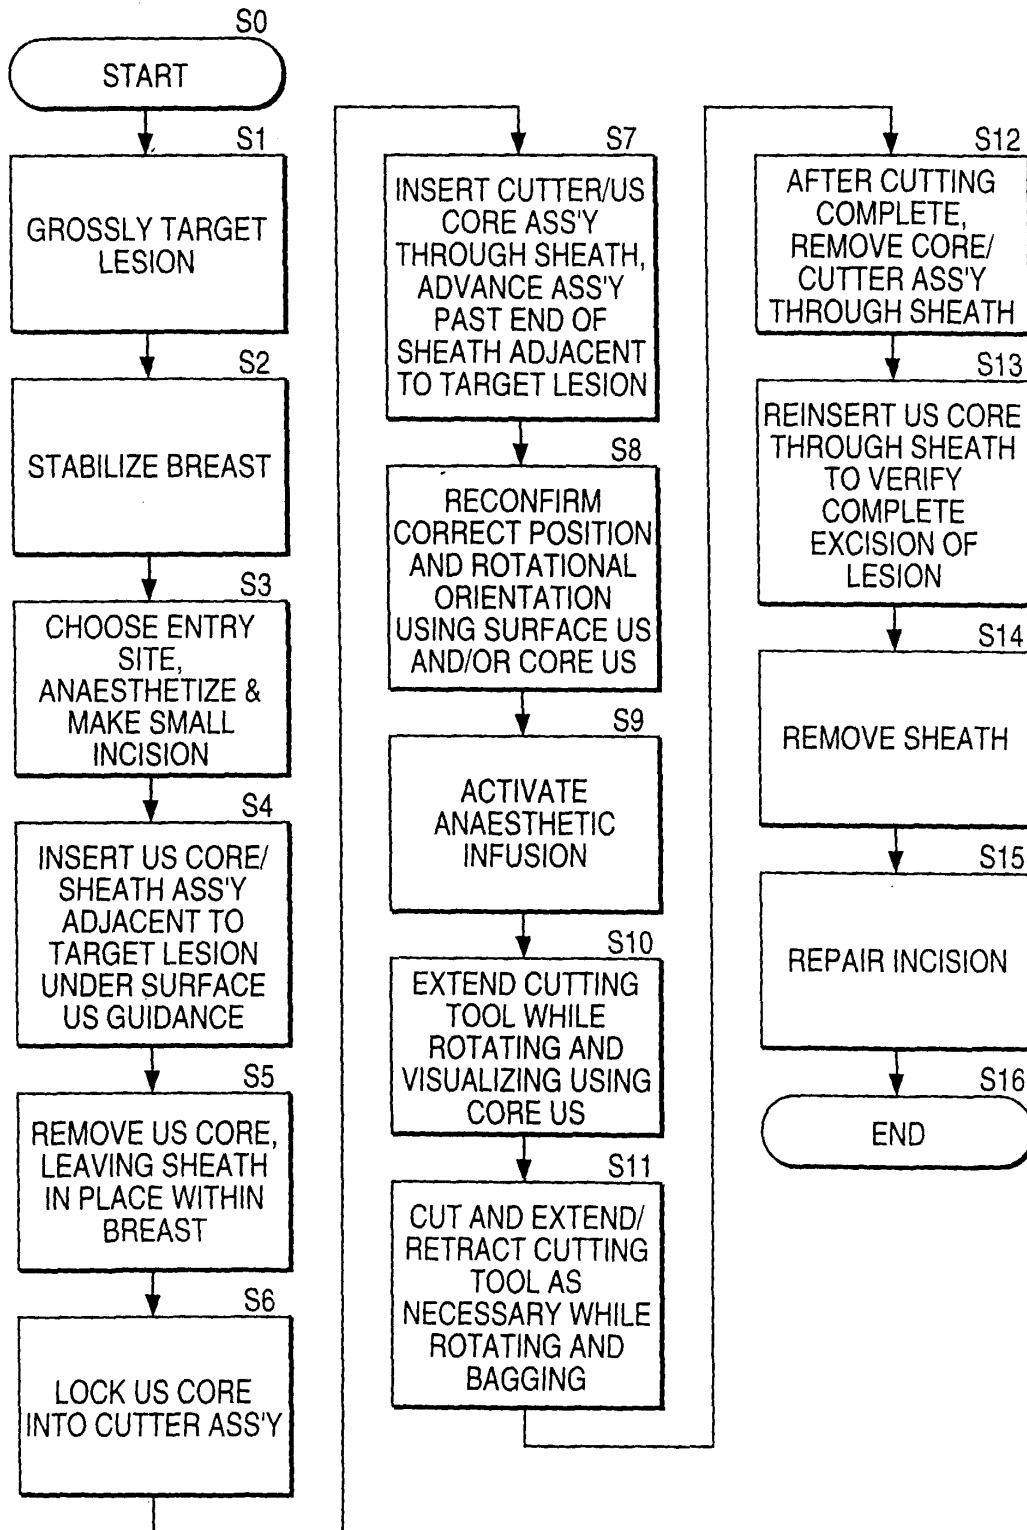 S0
START
S1
GROSSLY TARGET
LESION
S2
STABILIZE BREAST
S3
CHOOSE ENTRY
SITE,
ANAESTHETIZE &
MAKE SMALL
INCISION
S4
INSERT US CORE/
SHEATH ASS'Y
ADJACENT TO
TARGET LESION
UNDER SURFACE
US GUIDANCE
S5
REMOVE US CORE,
LEAVING SHEATH
IN PLACE WITHIN
BREAST
S6
LOCK US CORE
INTO CUTTER ASS'Y
S7
INSERT CUTTER/US
CORE ASS'Y
THROUGH SHEATH,
ADVANCE ASS'Y
PAST END OF
SHEATH ADJACENT
TO TARGET LESION
S8
RECONFIRM
CORRECT POSITION
AND ROTATIONAL
ORIENTATION
USING SURFACE US
AND/OR CORE US
S9
ACTIVATE
ANAESTHETIC
INFUSION
S10
EXTEND CUTTING
TOOL WHILE
ROTATING AND
VISUALIZING USING
CORE US
S11
CUT AND EXTEND/
RETRACT CUTTING
TOOL AS
NECESSARY WHILE
ROTATING AND
BAGGING
S12
AFTER CUTTING
COMPLETE,
REMOVE CORE/
CUTTER ASS'Y
THROUGH SHEATH
S13
REINSERT US CORE
THROUGH SHEATH
TO VERIFY
COMPLETE
EXCISION OF
LESION
S14
REMOVE SHEATH
S15
REPAIR INCISION
S16
END